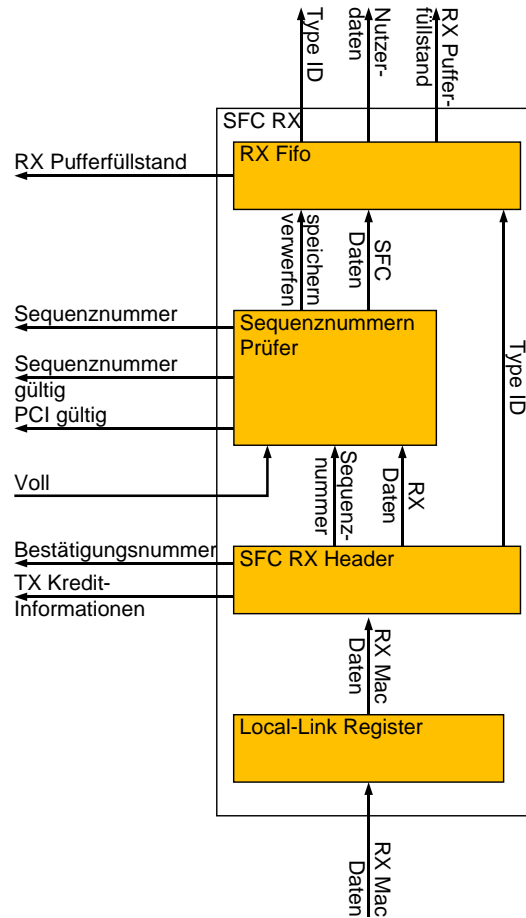 Type ID
Nutzer-
daten
RX Puffer-
füllstand
SFC RX
RX Fifo
RX Pufferfüllstand
speichern
verwerfen
SFC
Daten
Type ID
Sequenznummer
Sequenznummern
Prüfer
Sequenznummer
gültig
PCI gültig
Voll
Sequenz-
nummer
RX
Daten
Bestätigungsnummer
SFC RX Header
TX Kredit-
Informationen
RX Mac
Daten
Local-Link Register
RX Mac
Daten